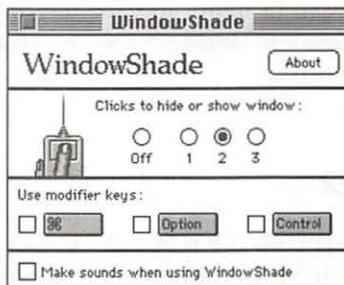 WindowShade
WindowShade About
Clicks to hide or show window:
Off 1 2 3
Use modifier keys:
⌘ Option Control
Make sounds when using WindowShade